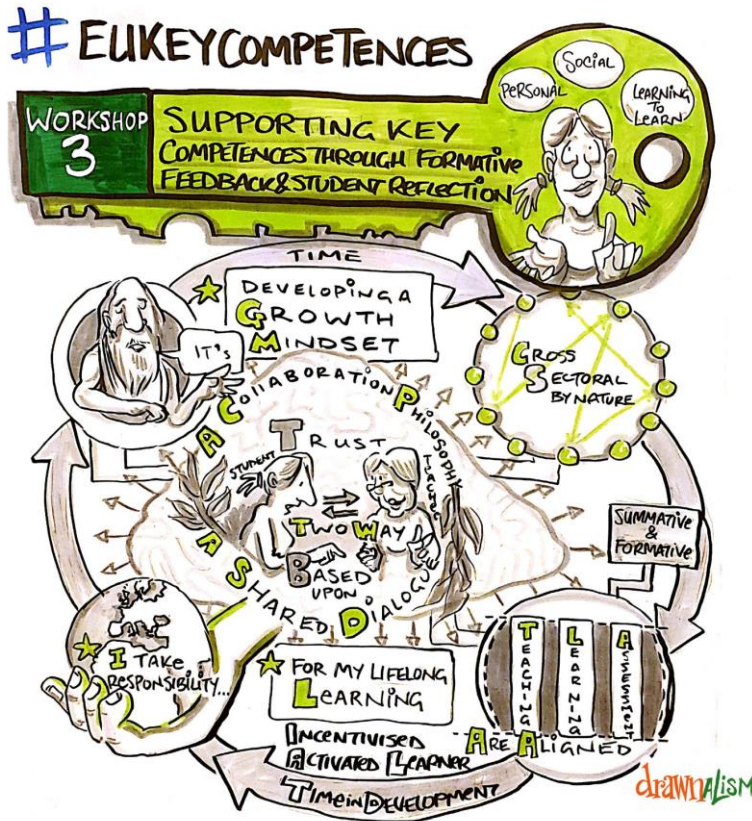 # EUKEYCOMPETENCES
PERSONAL
SOCIAL
LEARNING
TO
LEARN
WORKSHOP
3
SUPPORTING KEY
COMPETENCES THROUGH FORMATIVE
FEEDBACK & STUDENT REFLECTION
TIME
DEVELOPING A
GROWTH
MINDSET
IT'S
CROSS
SECTORAL
BY NATURE
A COLLABORATION PHILOSOPHY
TRUST
STUDENT
TEACHER
TWO WAY
BASED
UPON
A SHARED DIALOGUE
SUMMATIVE
&
FORMATIVE
I TAKE
RESPONSIBILITY...
FOR MY LIFELONG
LEARNING
TEACHING
LEARNING
ASSESSMENT
ARE ALIGNED
INCENTIVISED
ACTIVATED LEARNER
TIME IN DEVELOPMENT
drawnalism